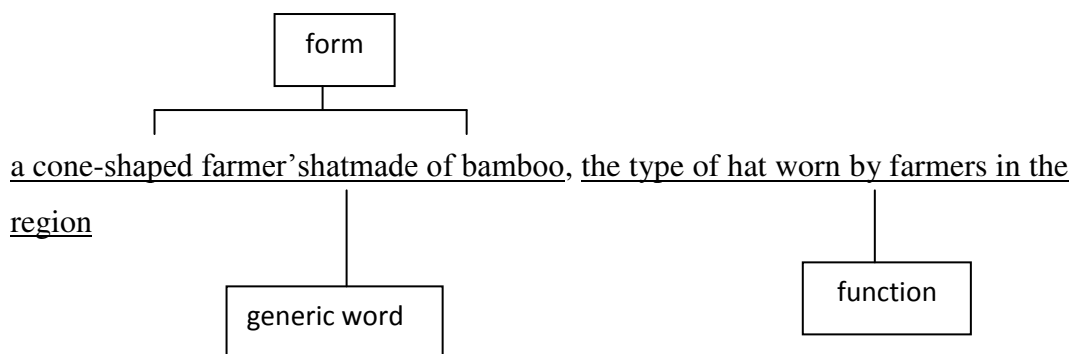 form
a cone-shaped farmer’shatmade of bamboo, the type of hat worn by farmers in the
region
generic word
function